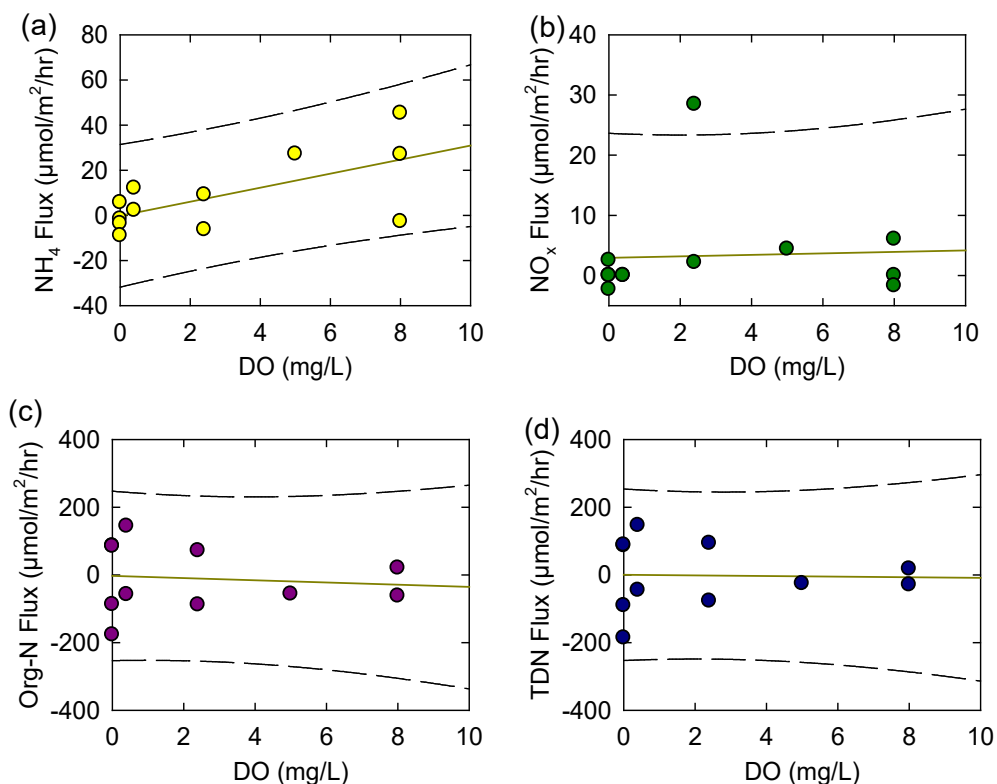 (a)
80
60
40
20
0
-20
-40
NH₄ Flux (µmol/m²/hr)
0 2 4 6 8 10
DO (mg/L)
(b)
40
30
20
10
0
NOₓ Flux (µmol/m²/hr)
0 2 4 6 8 10
DO (mg/L)
(c)
400
200
0
-200
-400
Org-N Flux (µmol/m²/hr)
0 2 4 6 8 10
DO (mg/L)
(d)
400
200
0
-200
-400
TDN Flux (µmol/m²/hr)
0 2 4 6 8 10
DO (mg/L)